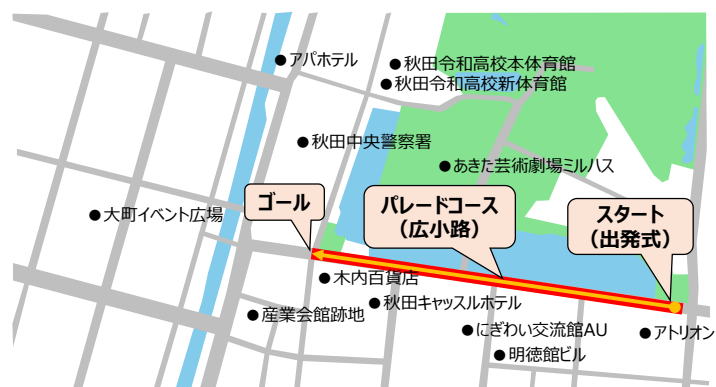 ●アパホテル
●秋田令和高校本体育館
●秋田令和高校新体育館
●秋田中央警察署
●あきた芸術劇場ミルハス
●大町イベント広場
ゴール
パレードコース
（広小路）
スタート
（出発式）
●木内百貨店
●秋田キャッスルホテル
●産業会館跡地
●にぎわい交流館AU
●アトリオン
●明徳館ビル